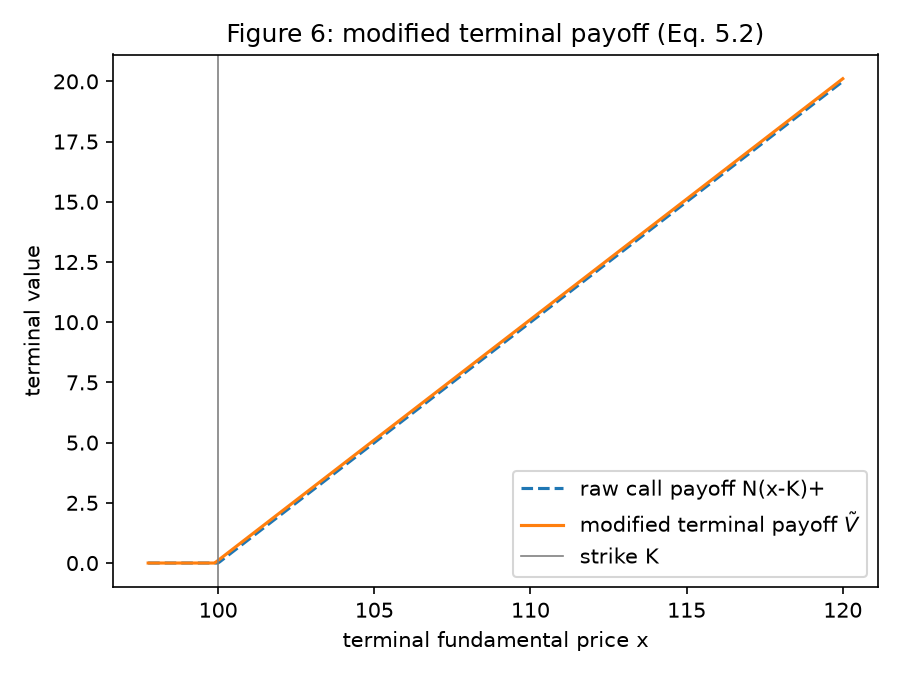 Figure 6: modified terminal payoff (Eq. 5.2)
terminal value
20.0
17.5
15.0
12.5
10.0
7.5
5.0
2.5
0.0
raw call payoff N(x-K)+
modified terminal payoff Ṽ
strike K
100 105 110 115 120
terminal fundamental price x